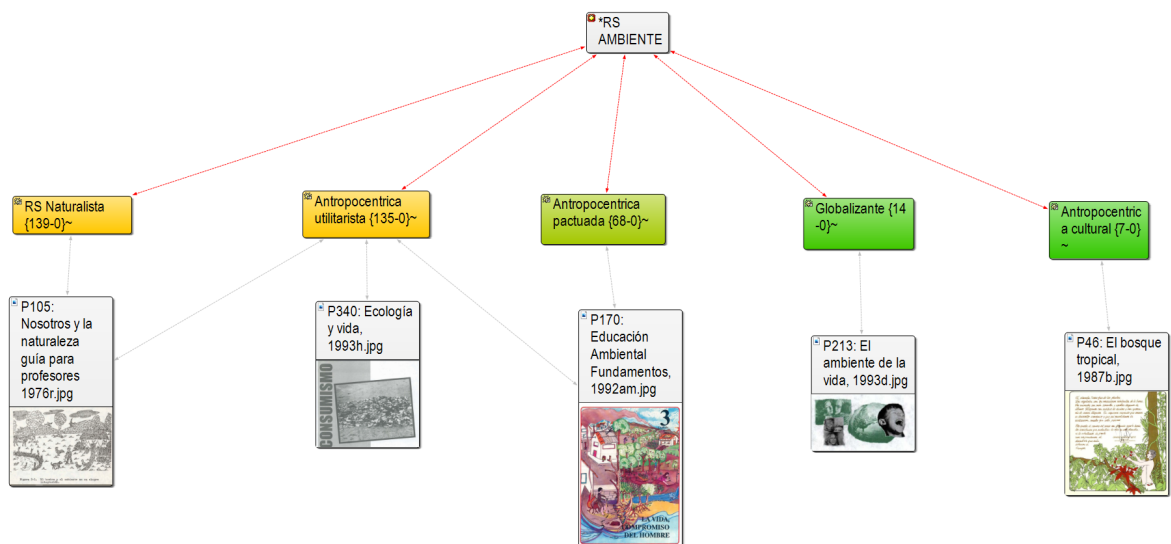 *RS
AMBIENTE
RS Naturalista
{139-0}~
Antropocentrica
utilitarista {135-0}~
Antropocentrica
pactuada {68-0}~
Globalizante {14
-0}~
Antropocentric
a cultural {7-0}
~
P105:
Nosotros y la
naturaleza
guía para
profesores
1976r.jpg
P340: Ecología
y vida,
1993h.jpg
CONSUMISMO
P170:
Educación
Ambiental
Fundamentos,
1992am.jpg
3
LA VIDA,
COMPROMISO
DEL HOMBRE
P213: El
ambiente de la
vida, 1993d.jpg
P46: El bosque
tropical,
1987b.jpg